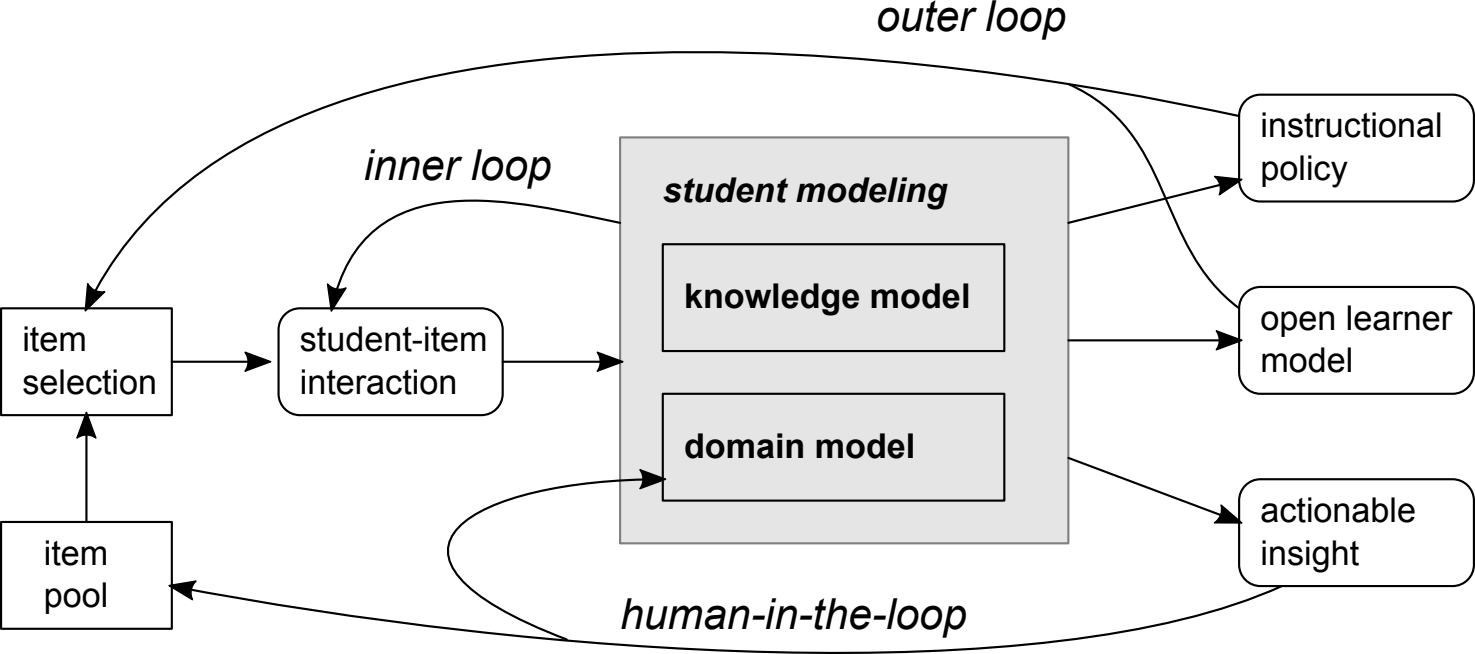 outer loop
instructional
policy
inner loop
student modeling
knowledge model
item
selection
student-item
interaction
open learner
model
domain model
item
pool
actionable
insight
human-in-the-loop